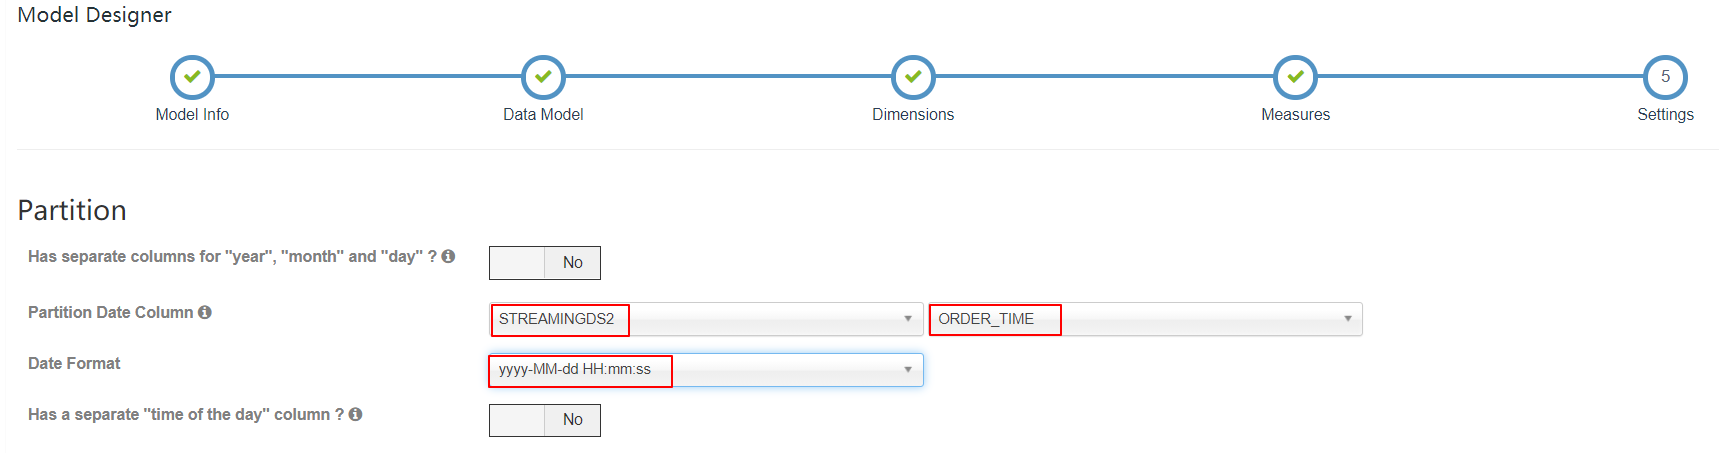 Model Designer
5
Model Info
Data Model
Dimensions
Measures
Settings
Partition
Has separate columns for "year", "month" and "day" ?
No
Partition Date Column
STREAMINGDS2
ORDER_TIME
Date Format
yyyy-MM-dd HH:mm:ss
Has a separate "time of the day" column ?
No